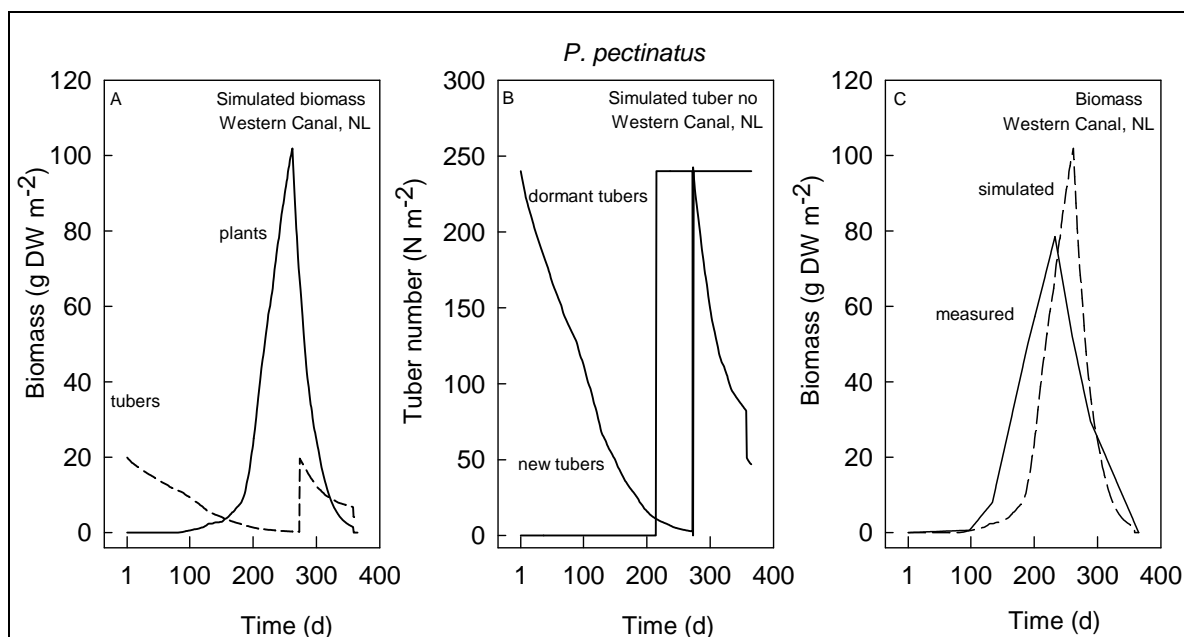 P. pectinatus
A
Simulated biomass
Western Canal, NL
Biomass (g DW m-2)
120
100
80
60
40
20
0
plants
tubers
1 100 200 300 400
Time (d)
B
Simulated tuber no
Western Canal, NL
Tuber number (N m-2)
300
250
200
150
100
50
0
dormant tubers
new tubers
1 100 200 300 400
Time (d)
C
Biomass
Western Canal, NL
Biomass (g DW m-2)
120
100
80
60
40
20
0
simulated
measured
1 100 200 300 400
Time (d)